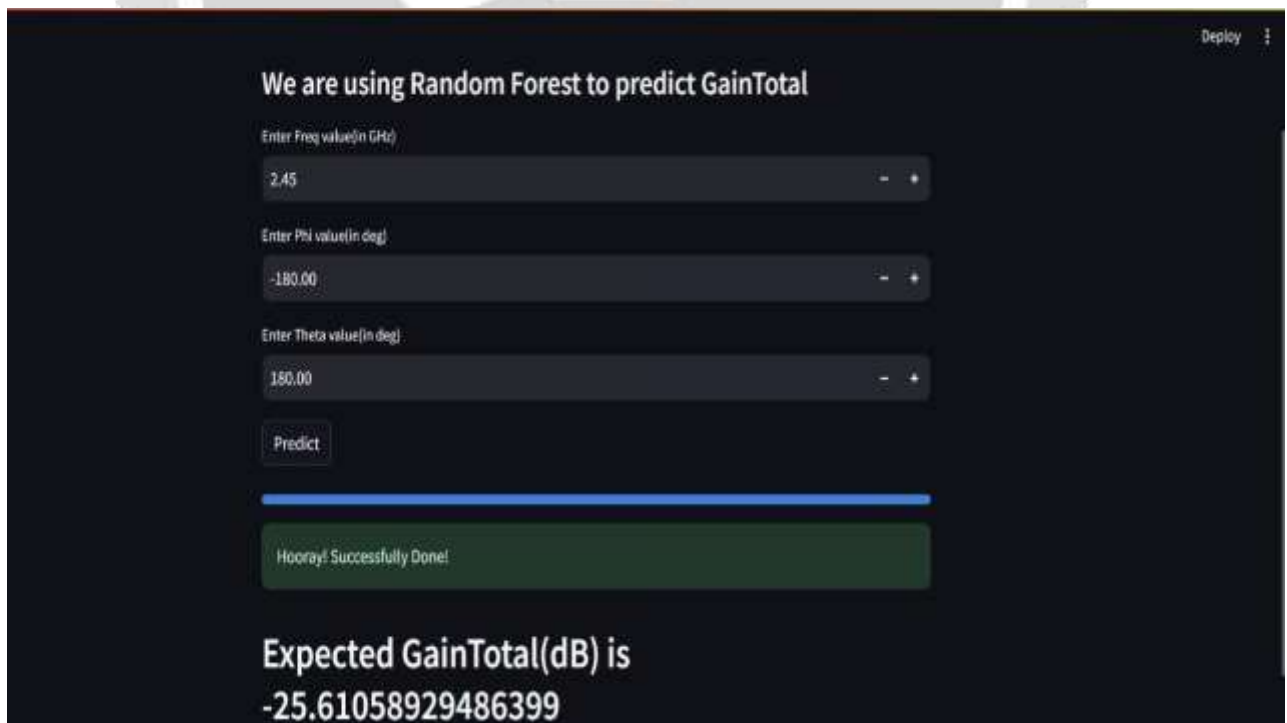 Deploy
We are using Random Forest to predict GainTotal
Enter Freq value(in GHz)
2.45
Enter Phi value(in deg)
-180.00
Enter Theta value(in deg)
180.00
Predict
Hooray! Successfully Done!
Expected GainTotal(dB) is
-25.61058929486399